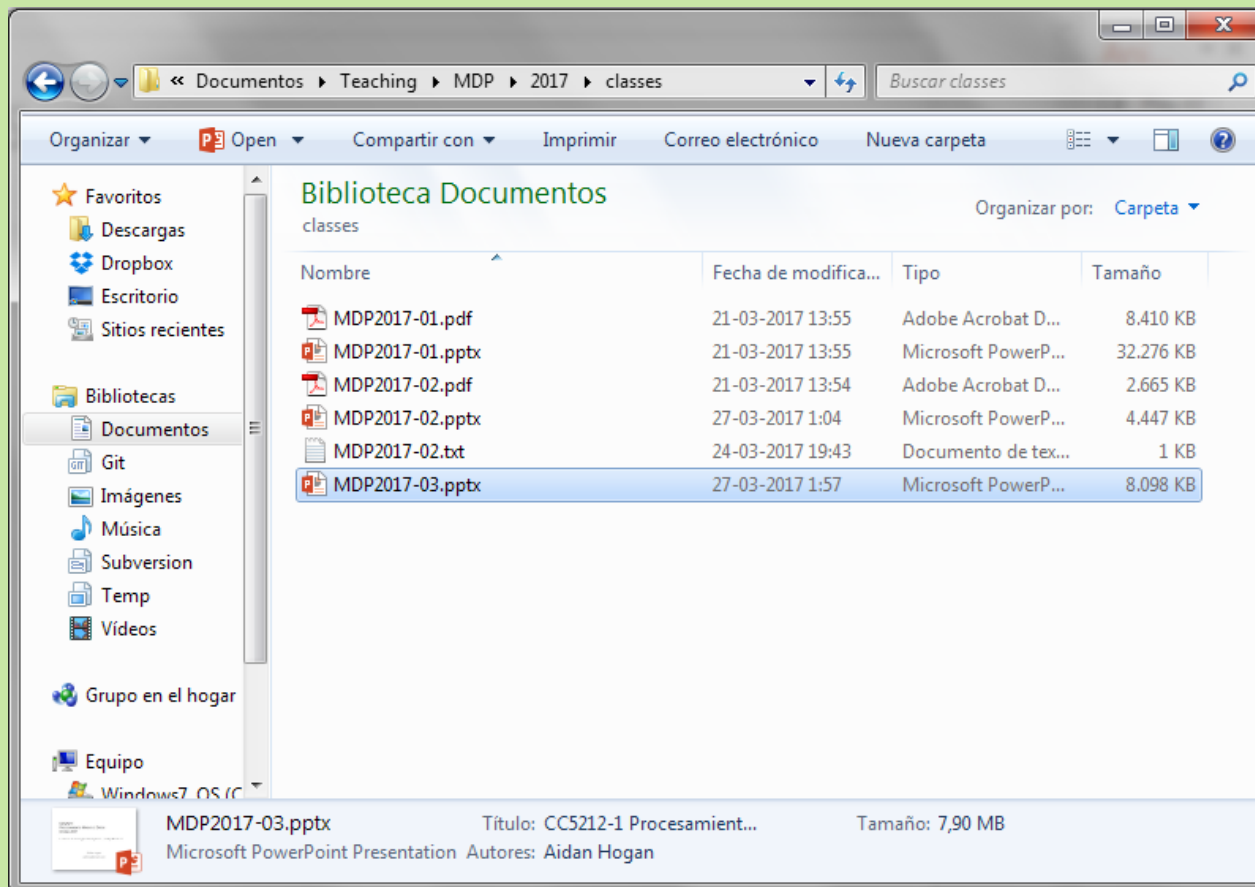 « Documentos ▸ Teaching ▸ MDP ▸ 2017 ▸ classes Buscar classes
Organizar Open Compartir con Imprimir Correo electrónico Nueva carpeta
Favoritos
Descargas
Dropbox
Escritorio
Sitios recientes
Bibliotecas
Documentos
Git
Imágenes
Música
Subversion
Temp
Vídeos
Grupo en el hogar
Equipo
Windows7_OS (C
Biblioteca Documentos
classes
Organizar por: Carpeta
Nombre Fecha de modifica... Tipo Tamaño
MDP2017-01.pdf 21-03-2017 13:55 Adobe Acrobat D... 8.410 KB
MDP2017-01.pptx 21-03-2017 13:55 Microsoft PowerP... 32.276 KB
MDP2017-02.pdf 21-03-2017 13:54 Adobe Acrobat D... 2.665 KB
MDP2017-02.pptx 27-03-2017 1:04 Microsoft PowerP... 4.447 KB
MDP2017-02.txt 24-03-2017 19:43 Documento de tex... 1 KB
MDP2017-03.pptx 27-03-2017 1:57 Microsoft PowerP... 8.098 KB
MDP2017-03.pptx Título: CC5212-1 Procesamient... Tamaño: 7,90 MB
Microsoft PowerPoint Presentation Autores: Aidan Hogan